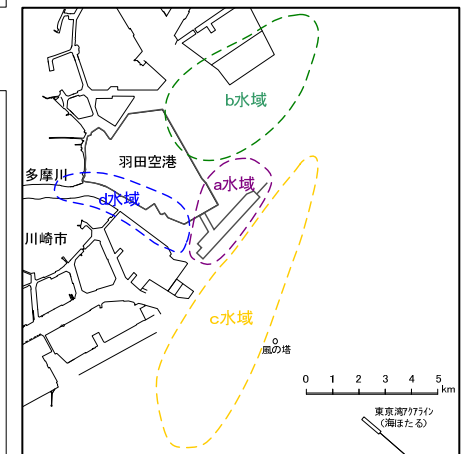 b水域
羽田空港
多摩川
a水域
d水域
川崎市
c水域
風の塔
0 1 2 3 4 5
km
東京湾アクアライン
(海ほたる)